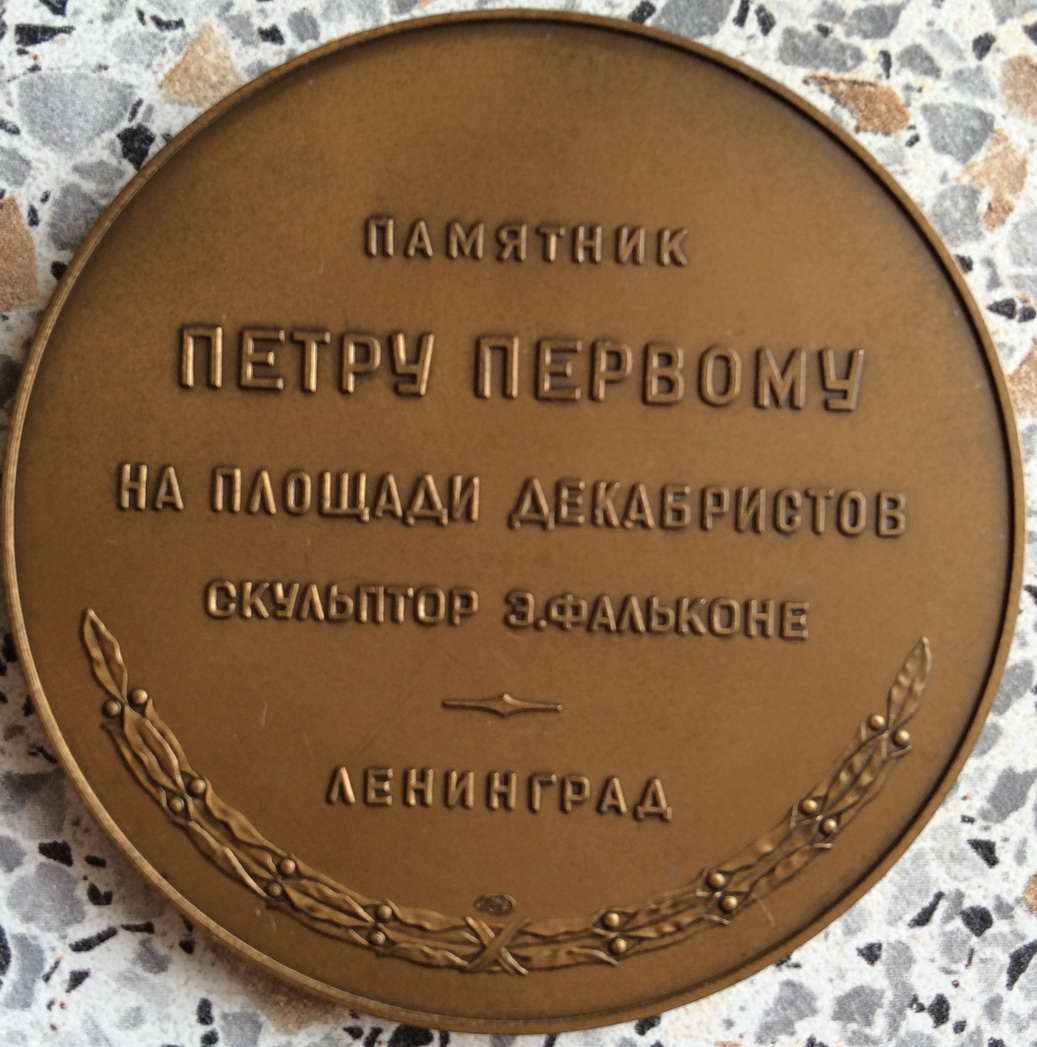 ПАМЯТНИК
ПЕТРУ ПЕРВОМУ
НА ПЛОЩАДИ ДЕКАБРИСТОВ
СКУЛЬПТОР Э.ФАЛЬКОНЕ
ЛЕНИНГРАД